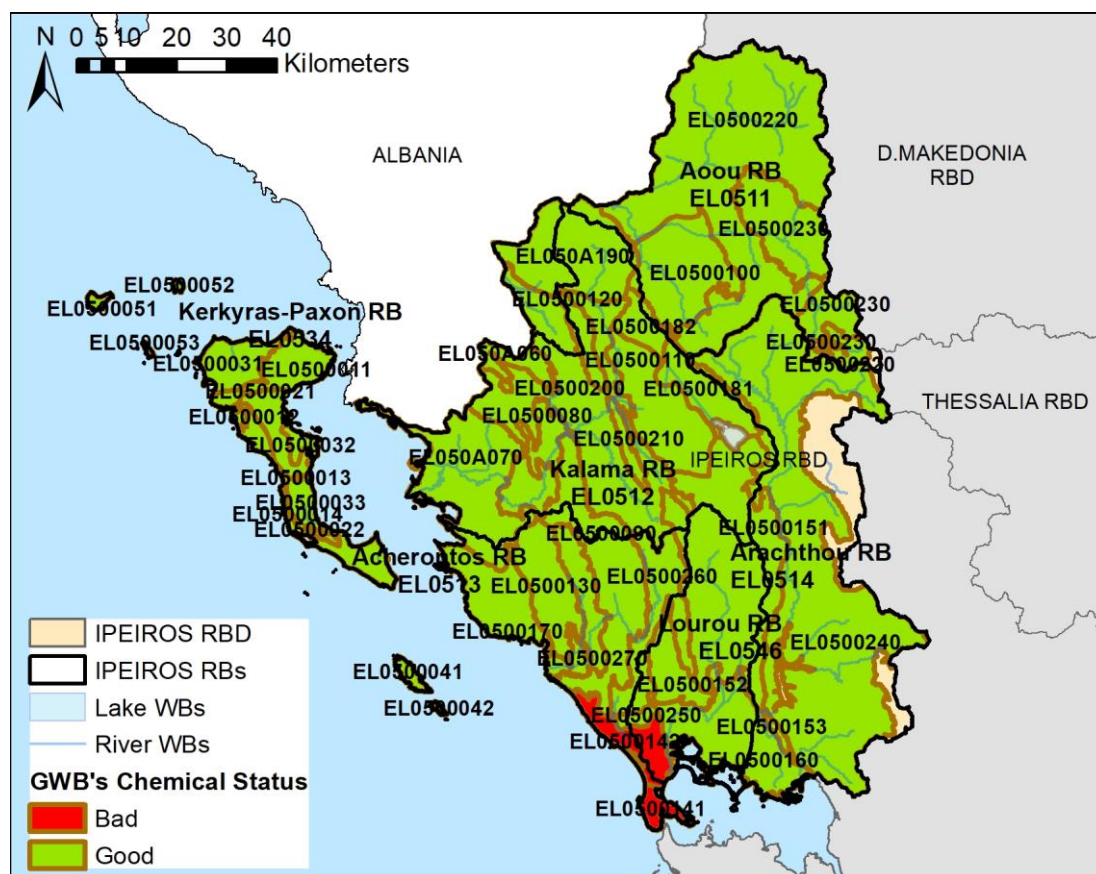 N
0 5 10 20 30 40
Kilometers
ALBANIA
D.MAKEDONIA
RBD
EL0500220
Aoou RB
EL0511
EL0500230
EL050A190
EL0500100
EL0500052
EL0500051
EL0500120
EL0500230
Kerkyras-Paxon RB
EL0534
EL0500182
EL0500230
EL0500053
EL0500031
EL0500011
EL050A060
EL0500110
EL0500230
EL0500021
EL0500200
EL0500181
THESSALIA RBD
EL0500012
EL0500080
EL0500032
EL0500210
EL050A070
IPEIROS RBD
EL0500013
Kalama RB
EL0512
EL0500033
EL0500014
EL0500022
EL0500090
EL0500151
Arachthou RB
EL0514
Acherontos RB
EL0513
EL0500130
EL0500260
EL0500170
Lourou RB
EL0546
EL0500240
EL0500270
EL0500041
EL0500152
EL0500042
EL0500250
EL0500153
EL0500142
EL0500160
EL0500141
IPEIROS RBD
IPEIROS RBs
Lake WBs
River WBs
GWB's Chemical Status
Bad
Good